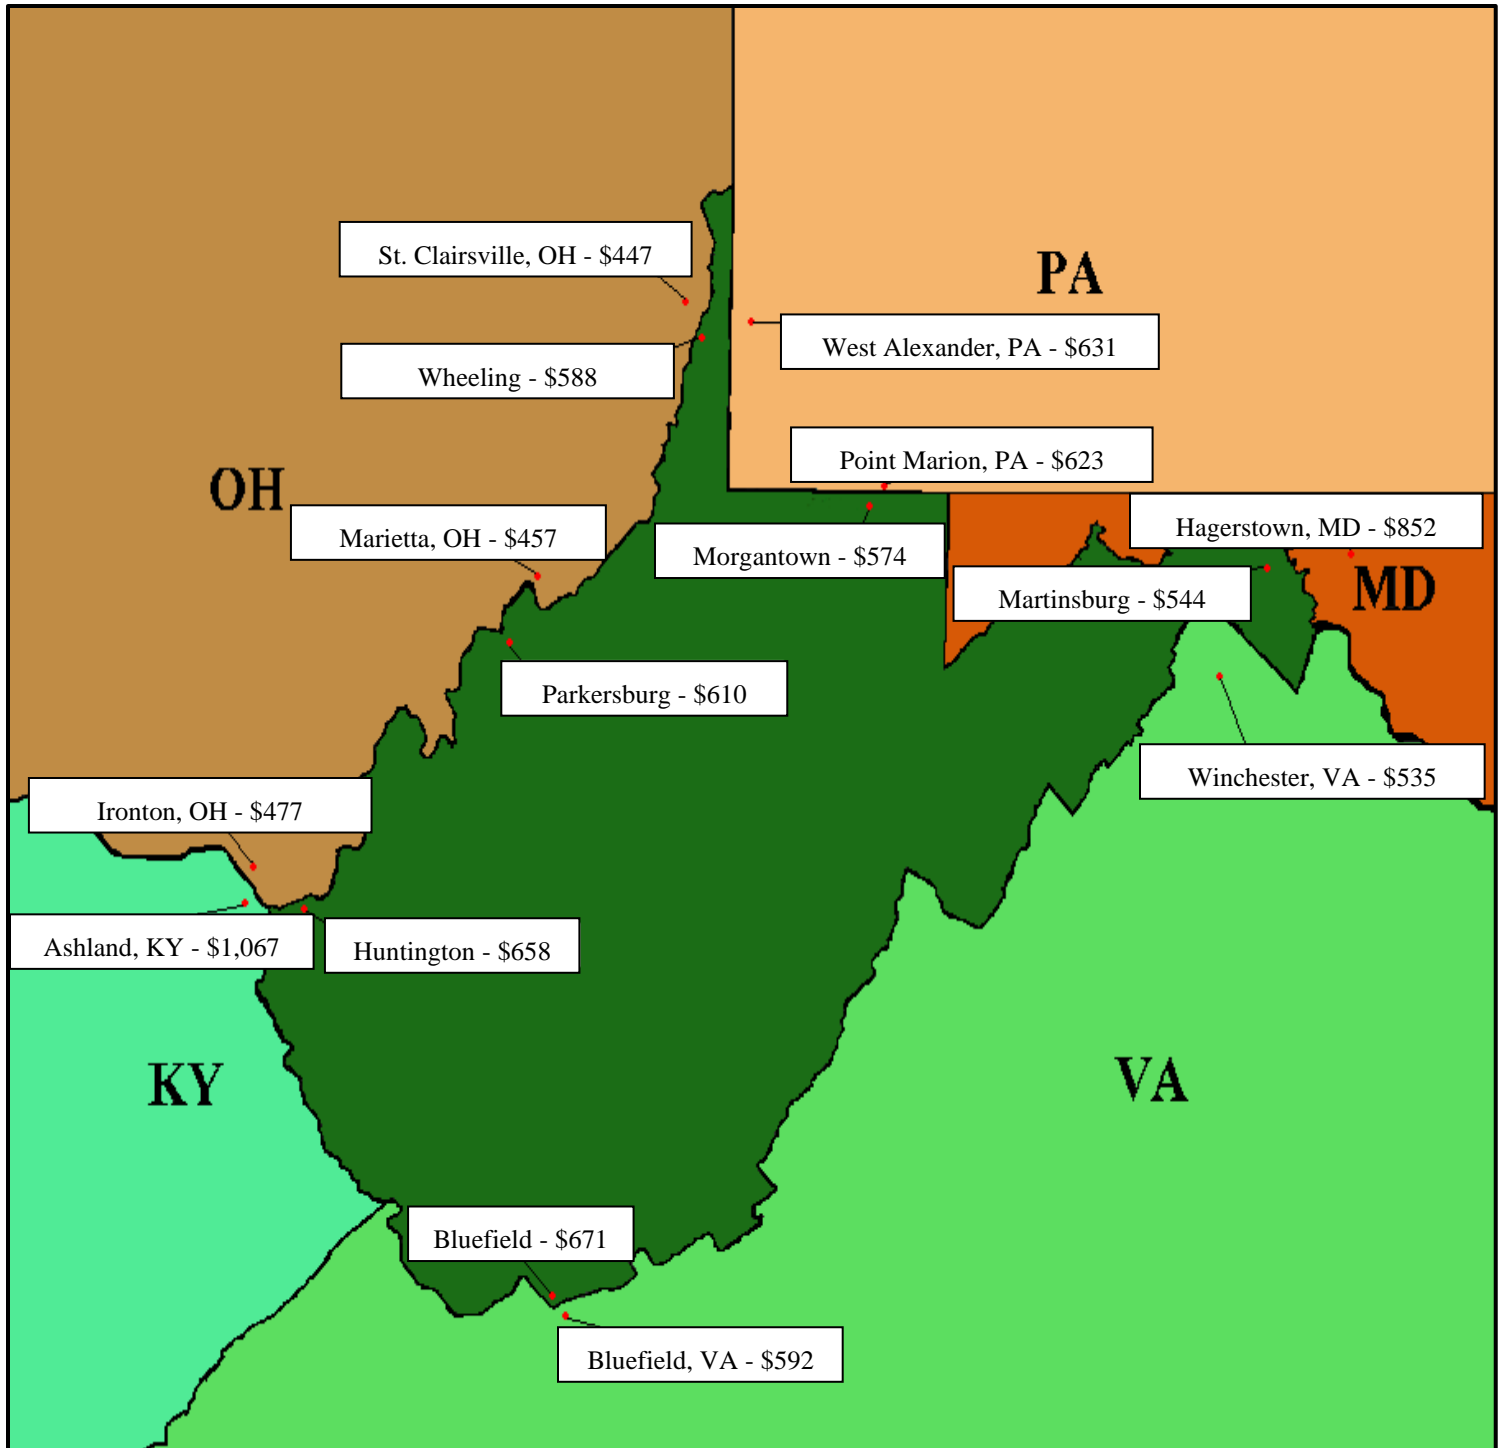 St. Clairsville, OH - $447
PA
West Alexander, PA - $631
Wheeling - $588
Point Marion, PA - $623
OH
Marietta, OH - $457
Morgantown - $574
Hagerstown, MD - $852
Martinsburg - $544
MD
Parkersburg - $610
Winchester, VA - $535
Ironton, OH - $477
Ashland, KY - $1,067
Huntington - $658
KY
VA
Bluefield - $671
Bluefield, VA - $592